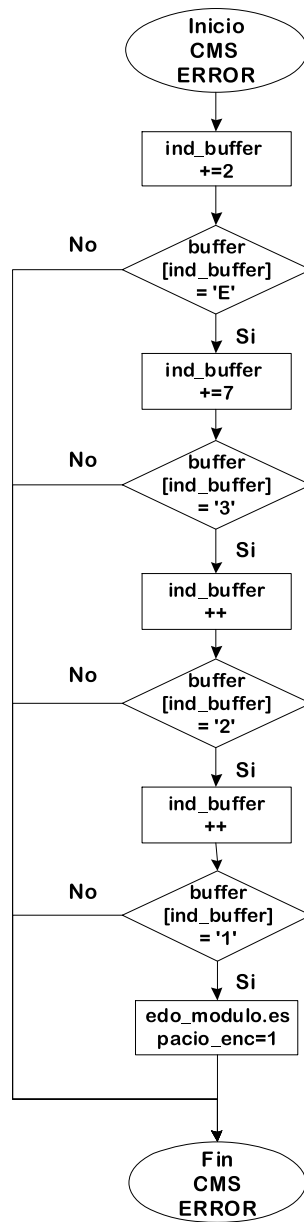 Inicio
CMS
ERROR
ind_buffer
+=2
No
buffer
[ind_buffer]
= 'E'
Si
ind_buffer
+=7
No
buffer
[ind_buffer]
= '3'
Si
ind_buffer
++
No
buffer
[ind_buffer]
= '2'
Si
ind_buffer
++
No
buffer
[ind_buffer]
= '1'
Si
edo_modulo.es
pacio_enc=1
Fin
CMS
ERROR